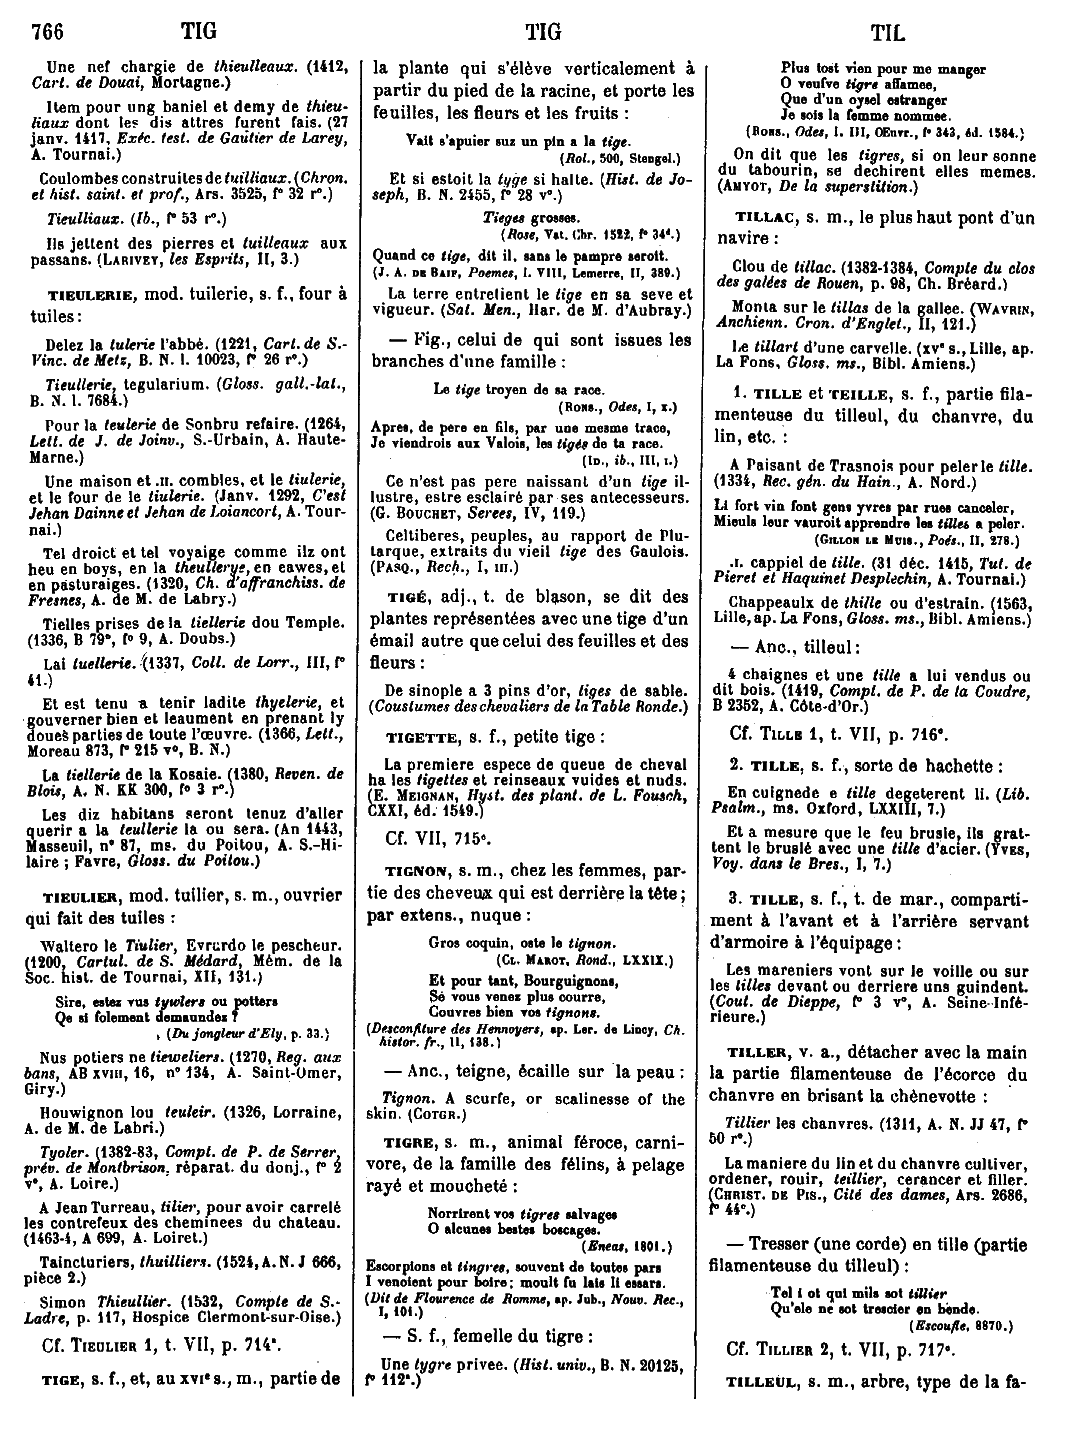 766 TIG TIG TIL
Une nef chargie de thieulleaux. (1412,
Cart. de Douai, Mortagne.)
Item pour ung baniel et demy de thieu-
liaux dont les dis attres furent fais. (27
janv. 1417, Exéc. test. de Gautier de Larey,
A. Tournai.)
Coulombes construites de tuilliaux. (Chron.
et hist. saint. et prof., Ars. 3525, f° 32 r°.)
Tieulliaux. (Ib., f° 53 r°.)
Ils jettent des pierres et tuilleaux aux
passans. (LARIVEY, les Esprits, II, 3.)
TIEULERIE, mod. tuilerie, s. f., four à
tuiles :
Delez la tulerie l'abbé. (1221, Cart. de S.-
Vinc. de Metz, B. N. l. 10023, f° 26 r°.)
Tieullerie, tegularium. (Gloss. gall.-lat.,
B. N. l. 7684.)
Pour la teulerie de Sonbru refaire. (1264,
Lett. de J. de Joinv., S.-Urbain, A. Haute-
Marne.)
Une maison et .II. combles, et le tiulerie,
et le four de le tiulerie. (Janv. 1292, C'est
Jehan Dainne et Jehan de Loiancort, A. Tour-
nai.)
Tel droict et tel voyaige comme ilz ont
heu en boys, en la theullerye, en eawes, et
en pasturaiges. (1320, Ch. d'affranchiss. de
Fresnes, A. de M. de Labry.)
Tielles prises de la tiellerie dou Temple.
(1336, B 79°, f° 9, A. Doubs.)
Lai tuellerie. (1337, Coll. de Lorr., III, f°
41.)
Et est tenu a tenir ladite thyelerie, et
gouverner bien et leaument en prenant ly
doues parties de toute l'œuvre. (1366, Lett.,
Moreau 873, f° 215 v°, B. N.)
La tiellerie de la Kosaie. (1380, Reven. de
Blois, A. N. KK 300, f° 3 r°.)
Les diz habitans seront tenuz d'aller
querir a la teullerie la ou sera. (An 1443,
Masseuil, n° 87, ms. du Poitou, A. S.-Hi-
laire ; Favre, Gloss. du Poitou.)
TIEULIER, mod. tuilier, s. m., ouvrier
qui fait des tuiles :
Waltero le Tiulier, Evrardo le pescheur.
(1200, Cartul. de S. Médard, Mém. de la
Soc. hist. de Tournai, XII, 131.)
Sire, estez vus tywlers ou potters
Qe si folement demaundez ?
(Du jongleur d'Ely, p. 33.)
Nus potiers ne tieweliers. (1270, Reg. aux
bans, AB XVIII, 16, n° 134, A. Saint-Omer,
Giry.)
Houwignon lou teuleir. (1326, Lorraine,
A. de M. de Labri.)
Tyoler. (1382-83, Compt. de P. de Serrer,
prév. de Montbrison, réparat. du donj., f° 2
v°, A. Loire.)
A Jean Turreau, tilier, pour avoir carrelé
les contrefeux des cheminees du chateau.
(1463-4, A 699, A. Loiret.)
Taincturiers, thuilliers. (1524, A. N. J 666,
pièce 2.)
Simon Thieullier. (1532, Compte de S.-
Ladre, p. 117, Hospice Clermont-sur-Oise.)
Cf. TIEULIER 1, t. VII, p. 714ª.
TIGE, s. f., et, au XVIᵉ s., m., partie de
la plante qui s'élève verticalement à
partir du pied de la racine, et porte les
feuilles, les fleurs et les fruits :
Vait s'apuier suz un pin a la tige.
(Rol., 500, Stengel.)
Et si estoit la tyge si halte. (Hist. de Jo-
seph, B. N. 2455, f° 28 v°.)
Tieges grosses.
(Rose, Vat. Chr. 1522, f° 34ᵈ.)
Quand ce tige, dit il, sans le pampre seroit.
(J. A. DE BAIF, Poemes, l. VIII, Lemerre, II, 389.)
La terre entretient le tige en sa seve et
vigueur. (Sat. Men., Har. de M. d'Aubray.)
— Fig., celui de qui sont issues les
branches d'une famille :
Le tige troyen de sa race.
(RONS., Odes, I, X.)
Apres, de pere en fils, par une mesme trace,
Je viendrois aux Valois, les tigés de ta race.
(ID., ib., III, I.)
Ce n'est pas pere naissant d'un tige il-
lustre, estre esclairé par ses antecesseurs.
(G. BOUCHET, Serees, IV, 119.)
Celtiberes, peuples, au rapport de Plu-
tarque, extraits du vieil tige des Gaulois.
(PASQ., Rech., I, III.)
TIGÉ, adj., t. de blason, se dit des
plantes représentées avec une tige d'un
émail autre que celui des feuilles et des
fleurs :
De sinople a 3 pins d'or, tiges de sable.
(Coustumes des chevaliers de la Table Ronde.)
TIGETTE, s. f., petite tige :
La premiere espece de queue de cheval
ha les tigettes et reinseaux vuides et nuds.
(E. MEIGNAN, Hyst. des plant. de L. Fousch,
CXXI, éd. 1549.)
Cf. VII, 715ᶜ.
TIGNON, s. m., chez les femmes, par-
tie des cheveux qui est derrière la tête ;
par extens., nuque :
Gros coquin, oste le tignon.
(CL. MAROT, Rond., LXXIX.)
Et pour tant, Bourguignons,
Sé vous venez plus courre,
Couvres bien vos tignons.
(Desconfiture des Hennoyers, ap. Ler. de Lincy, Ch.
histor. fr., II, 138.)
— Anc., teigne, écaille sur la peau :
Tignon. A scurfe, or scalinesse of the
skin. (COTGR.)
TIGRE, s. m., animal féroce, carni-
vore, de la famille des félins, à pelage
rayé et moucheté :
Norrirent vos tigres salvages
O alcunes bestes boscages.
(Eneas, 1801.)
Escorpions et tingres, souvent de toutes pars
I venoient pour boire ; moult fu lais li essars.
(Dit de Flourence de Romme, ap. Jub., Nouv. Rec.,
I, 101.)
— S. f., femelle du tigre :
Une tygre privee. (Hist. univ., B. N. 20125,
f° 112ª.)
Plus tost vien pour me manger
O veufve tigre affamee,
Que d'un oysel estranger
Je sois la femme nommee.
(RONS., Odes, l. III, Œuvr., f° 343, éd. 1584.)
On dit que les tigres, si on leur sonne
du tabourin, se dechirent elles memes.
(AMYOT, De la superstition.)
TILLAC, s. m., le plus haut pont d'un
navire :
Clou de tillac. (1382-1384, Compte du clos
des galées de Rouen, p. 98, Ch. Bréard.)
Monta sur le tillas de la gallee. (WAVRIN,
Anchienn. Cron. d'Englet., II, 121.)
Le tillart d'une carvelle. (XVᵉ s., Lille, ap.
La Fons, Gloss. ms., Bibl. Amiens.)
1. TILLE et TEILLE, s. f., partie fila-
menteuse du tilleul, du chanvre, du
lin, etc. :
A Paisant de Trasnois pour peler le tille.
(1334, Rec. gén. du Hain., A. Nord.)
Li fort vin font gens yvres par rues canceler,
Mieuls leur vauroit apprendre les tilles a peler.
(GILLON LE MUIS., Poés., II, 278.)
.I. cappiel de tille. (31 déc. 1415, Tut. de
Pieret et Haquinet Desplechin, A. Tournai.)
Chappeaulx de thille ou d'estrain. (1563,
Lille, ap. La Fons, Gloss. ms., Bibl. Amiens.)
— Anc., tilleul :
4 chaignes et une tille a lui vendus ou
dit bois. (1419, Compt. de P. de la Coudre,
B 2352, A. Côte-d'Or.)
Cf. TILLE 1, t. VII, p. 716ᵃ.
2. TILLE, s. f., sorte de hachette :
En cuignede e tille degeterent li. (Lib.
Psalm., ms. Oxford, LXXIII, 7.)
Et a mesure que le feu brusle, ils grat-
tent le bruslé avec une tille d'acier. (YVES,
Voy. dans le Bres., I, 7.)
3. TILLE, s. f., t. de mar., comparti-
ment à l'avant et à l'arrière servant
d'armoire à l'équipage :
Les mareniers vont sur le voille ou sur
les tilles devant ou derriere uns guindent.
(Cout. de Dieppe, f° 3 v°, A. Seine-Infé-
rieure.)
TILLER, v. a., détacher avec la main
la partie filamenteuse de l'écorce du
chanvre en brisant la chènevotte :
Tillier les chanvres. (1311, A. N. JJ 47, f°
50 r°.)
La maniere du lin et du chanvre cultiver,
ordener, rouir, teillier, cerancer et filler.
(CHRIST. DE PIS., Cité des dames, Ars. 2686,
f° 44ᶜ.)
— Tresser (une corde) en tille (partie
filamenteuse du tilleul) :
Tel i ot qui mils sot tillier
Qu'ele ne sot trescier en bende.
(Escoufle, 8870.)
Cf. TILLIER 2, t. VII, p. 717ᵃ.
TILLEUL, s. m., arbre, type de la fa-